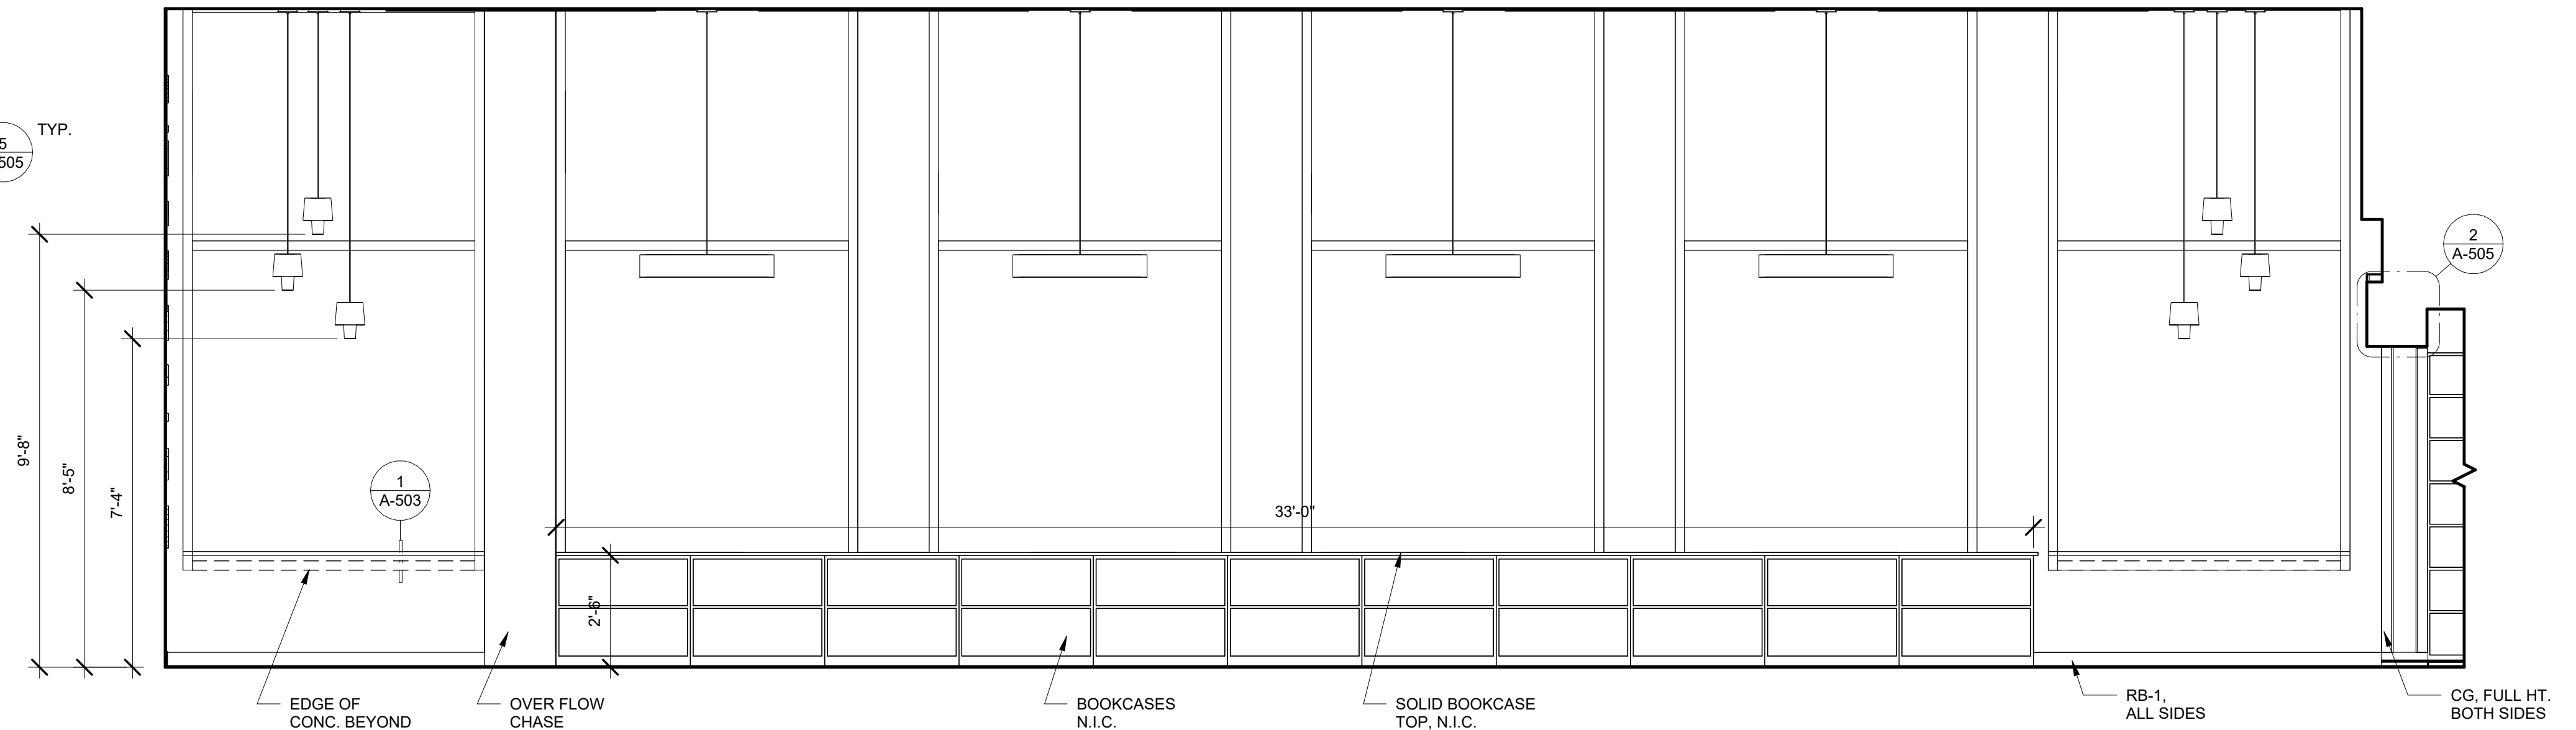 TYP.
5
505
2
A-505
9'-8"
8'-5"
7'-4"
1
A-503
33'-0"
2'-6"
EDGE OF
CONC. BEYOND
OVER FLOW
CHASE
BOOKCASES
N.I.C.
SOLID BOOKCASE
TOP, N.I.C.
RB-1,
ALL SIDES
CG, FULL HT.
BOTH SIDES